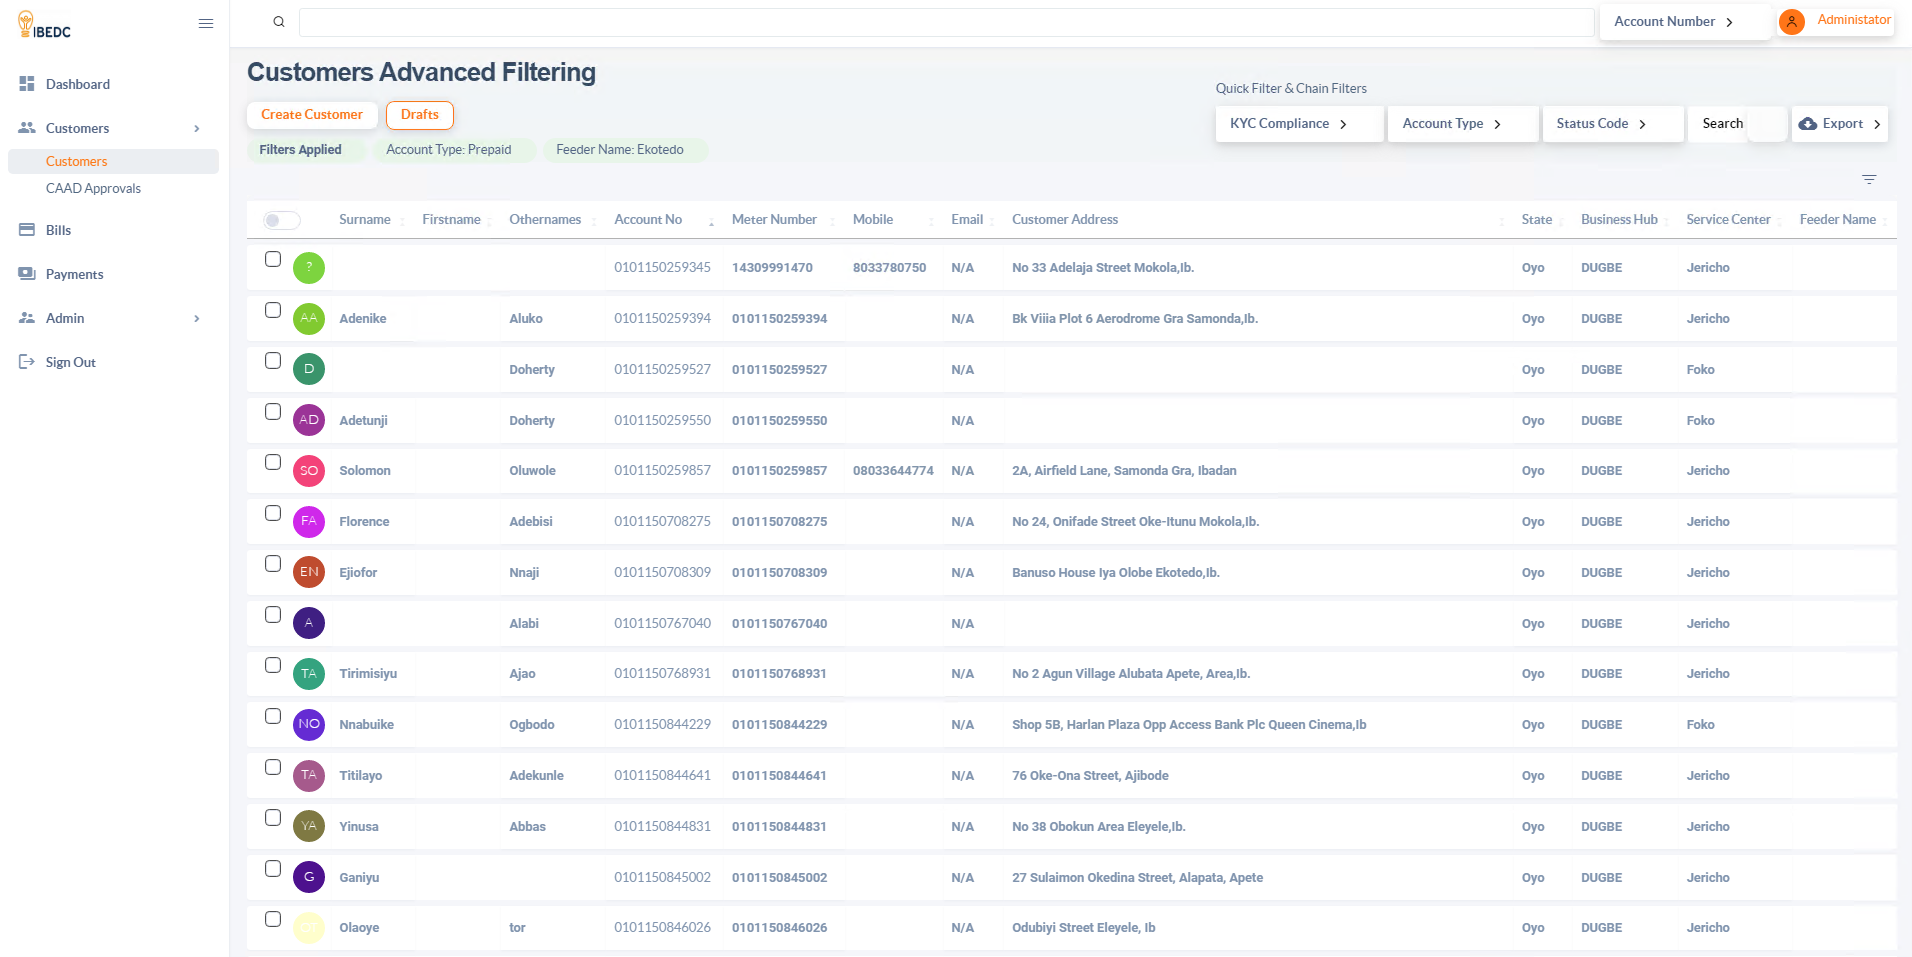 IBEDC
Account Number
Administator
Dashboard
Customers
Customers
CAAD Approvals
Bills
Payments
Admin
Sign Out
Customers Advanced Filtering
Create Customer Drafts
Filters Applied Account Type: Prepaid Feeder Name: Ekotedo
Quick Filter & Chain Filters
KYC Compliance Account Type Status Code Search Export
Surname Firstname Othernames Account No Meter Number Mobile Email Customer Address State Business Hub Service Center Feeder Name
? 0101150259345 14309991470 8033780750 N/A No 33 Adelaja Street Mokola,Ib. Oyo DUGBE Jericho
AA Adenike Aluko 0101150259394 0101150259394 N/A Bk Viiia Plot 6 Aerodrome Gra Samonda,Ib. Oyo DUGBE Jericho
D Doherty 0101150259527 0101150259527 N/A Oyo DUGBE Foko
AD Adetunji Doherty 0101150259550 0101150259550 N/A Oyo DUGBE Foko
SO Solomon Oluwole 0101150259857 0101150259857 08033644774 N/A 2A, Airfield Lane, Samonda Gra, Ibadan Oyo DUGBE Jericho
FA Florence Adebisi 0101150708275 0101150708275 N/A No 24, Onifade Street Oke-Itunu Mokola,Ib. Oyo DUGBE Jericho
EN Ejiofor Nnaji 0101150708309 0101150708309 N/A Banuso House Iya Olobe Ekotedo,Ib. Oyo DUGBE Jericho
A Alabi 0101150767040 0101150767040 N/A Oyo DUGBE Jericho
TA Tirimisiyu Ajao 0101150768931 0101150768931 N/A No 2 Agun Village Alubata Apete, Area,Ib. Oyo DUGBE Jericho
NO Nnabuike Ogbodo 0101150844229 0101150844229 N/A Shop 5B, Harlan Plaza Opp Access Bank Plc Queen Cinema,Ib Oyo DUGBE Foko
TA Titilayo Adekunle 0101150844641 0101150844641 N/A 76 Oke-Ona Street, Ajibode Oyo DUGBE Jericho
YA Yinusa Abbas 0101150844831 0101150844831 N/A No 38 Obokun Area Eleyele,Ib. Oyo DUGBE Jericho
G Ganiyu 0101150845002 0101150845002 N/A 27 Sulaimon Okedina Street, Alapata, Apete Oyo DUGBE Jericho
Olaoye tor 0101150846026 0101150846026 N/A Odubiyi Street Eleyele, Ib Oyo DUGBE Jericho